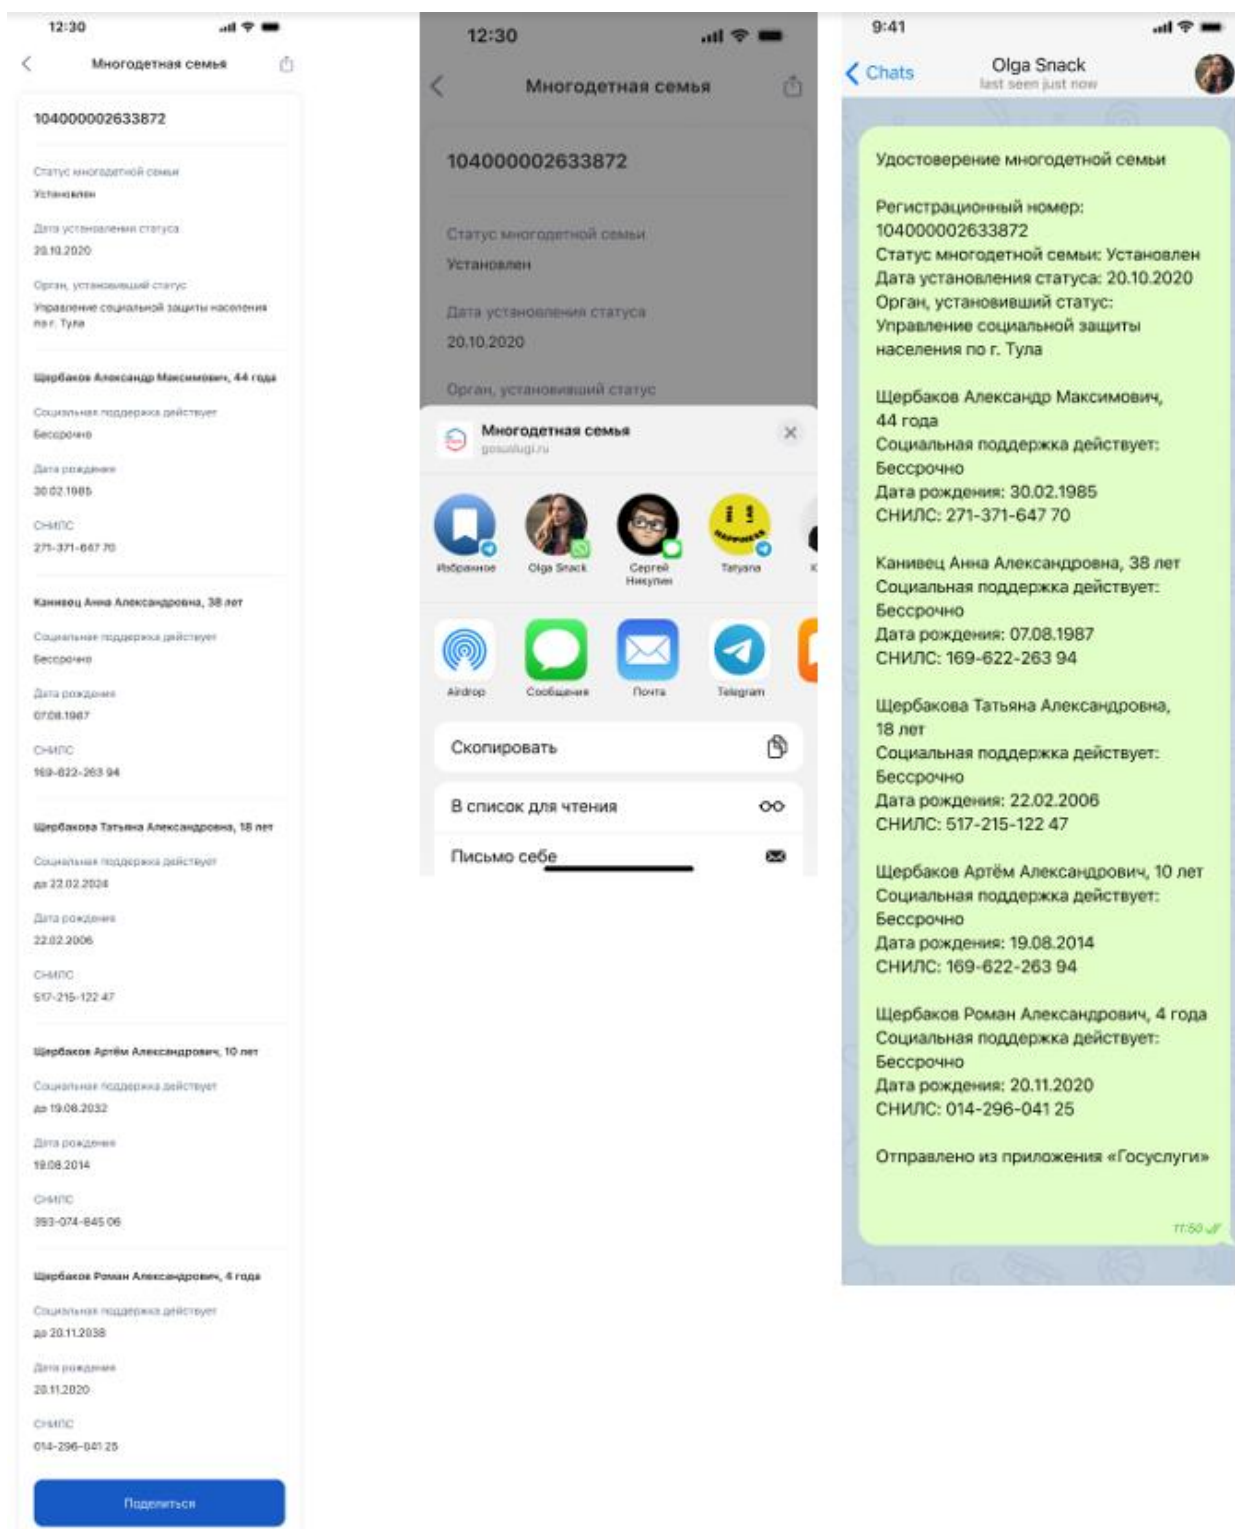 12:30
Многодетная семья
104000002633872
Статус многодетной семьи
Установлен
Дата установления статуса
20.10.2020
Орган, установивший статус
Управление социальной защиты населения
по г. Тула
Щербаков Александр Максимович, 44 года
Социальная поддержка действует
Бессрочно
Дата рождения
30.02.1985
СНИЛС
271-371-647 70
Канивец Анна Александровна, 38 лет
Социальная поддержка действует
Бессрочно
Дата рождения
07.08.1987
СНИЛС
169-622-263 94
Щербакова Татьяна Александровна, 18 лет
Социальная поддержка действует
до 22.02.2024
Дата рождения
22.02.2006
СНИЛС
517-215-122 47
Щербаков Артём Александрович, 10 лет
Социальная поддержка действует
до 19.08.2032
Дата рождения
19.08.2014
СНИЛС
393-074-845 06
Щербаков Роман Александрович, 4 года
Социальная поддержка действует
до 20.11.2038
Дата рождения
20.11.2020
СНИЛС
014-296-041 25
Поделиться
12:30
Многодетная семья
104000002633872
Статус многодетной семьи
Установлен
Дата установления статуса
20.10.2020
Орган, установивший статус
Многодетная семья
gosuslugi.ru
BIG LAB
HAPPINESS
Избранное
Olga Snack
Сергей
Никулин
Tatyana
Airdrop
Сообщения
Почта
Telegram
Скопировать
В список для чтения
Письмо себе
9:41
Chats
Olga Snack
last seen just now
Удостоверение многодетной семьи
Регистрационный номер:
104000002633872
Статус многодетной семьи: Установлен
Дата установления статуса: 20.10.2020
Орган, установивший статус:
Управление социальной защиты
населения по г. Тула
Щербаков Александр Максимович,
44 года
Социальная поддержка действует:
Бессрочно
Дата рождения: 30.02.1985
СНИЛС: 271-371-647 70
Канивец Анна Александровна, 38 лет
Социальная поддержка действует:
Бессрочно
Дата рождения: 07.08.1987
СНИЛС: 169-622-263 94
Щербакова Татьяна Александровна,
18 лет
Социальная поддержка действует:
Бессрочно
Дата рождения: 22.02.2006
СНИЛС: 517-215-122 47
Щербаков Артём Александрович, 10 лет
Социальная поддержка действует:
Бессрочно
Дата рождения: 19.08.2014
СНИЛС: 169-622-263 94
Щербаков Роман Александрович, 4 года
Социальная поддержка действует:
Бессрочно
Дата рождения: 20.11.2020
СНИЛС: 014-296-041 25
Отправлено из приложения «Госуслуги»
11:50